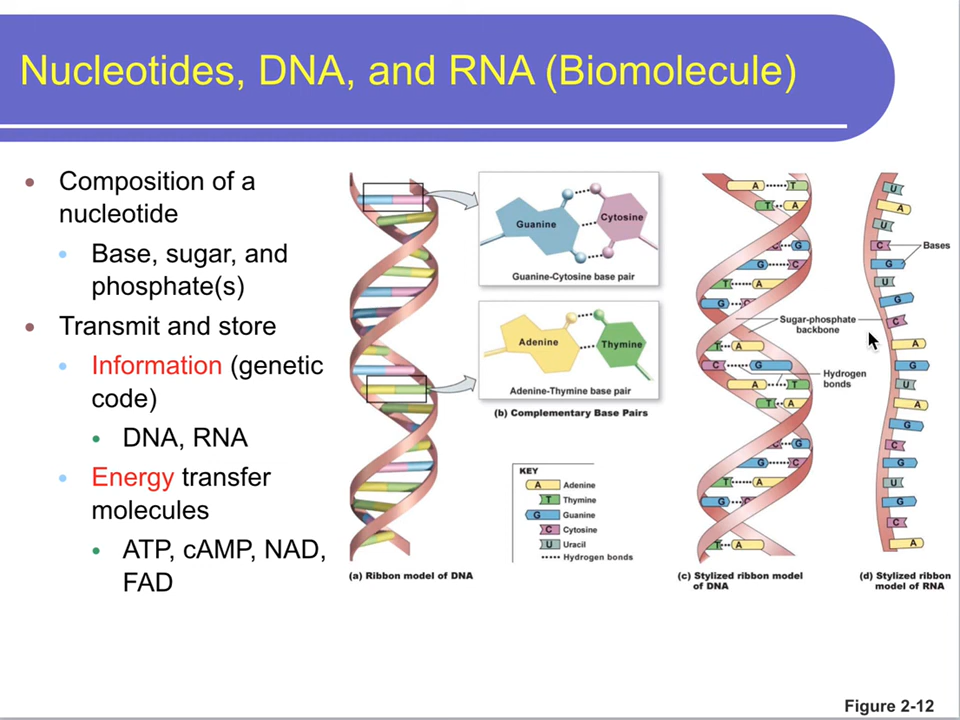 Nucleotides, DNA, and RNA (Biomolecule)
Composition of a
nucleotide
Base, sugar, and
phosphate(s)
Transmit and store
Information (genetic
code)
DNA, RNA
Energy transfer
molecules
ATP, cAMP, NAD,
FAD
(a) Ribbon model of DNA
Guanine
Cytosine
Guanine-Cytosine base pair
Adenine
Thymine
Adenine-Thymine base pair
(b) Complementary Base Pairs
KEY
A Adenine
T Thymine
G Guanine
C Cytosine
U Uracil
Hydrogen bonds
A T
T A
C G
G C
T A
G C
Sugar-phosphate
backbone
T A
C G
Hydrogen
bonds
A T
T A
C G
G C
T A
G C
T A
(c) Stylized ribbon model
of DNA
U
A
U
C
Bases
G
U
G
C
A
G
U
A
G
C
G
U
G
C
A
(d) Stylized ribbon
model of RNA
Figure 2-12